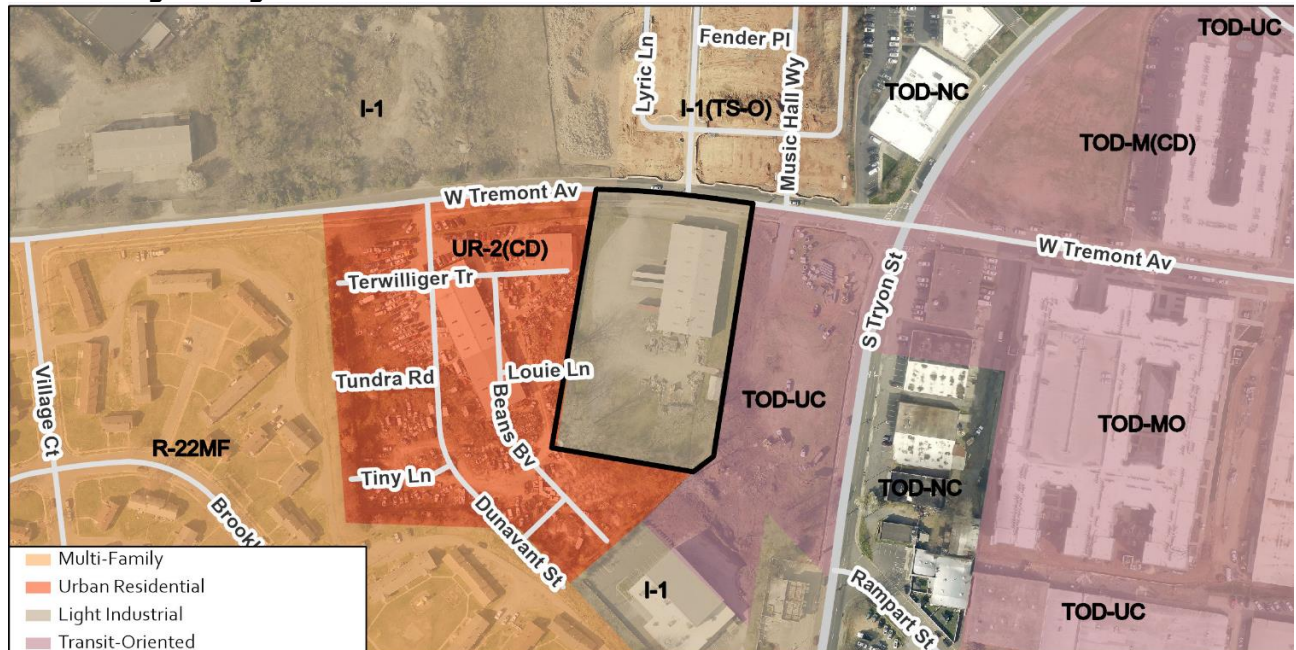 Fender Pl
TOD-UC
Lyric Ln
Music Hall Wy
TOD-NC
I-1
I-1(TS-O)
TOD-M(CD)
W Tremont Av
UR-2(CD)
W Tremont Av
Terwilliger Tr
S Tryon St
Village Ct
Tundra Rd
Louie Ln
Beans Bv
TOD-UC
TOD-MO
R-22MF
Tiny Ln
TOD-NC
Dunavant St
I-1
Rampart St
TOD-UC
Multi-Family
Urban Residential
Light Industrial
Transit-Oriented